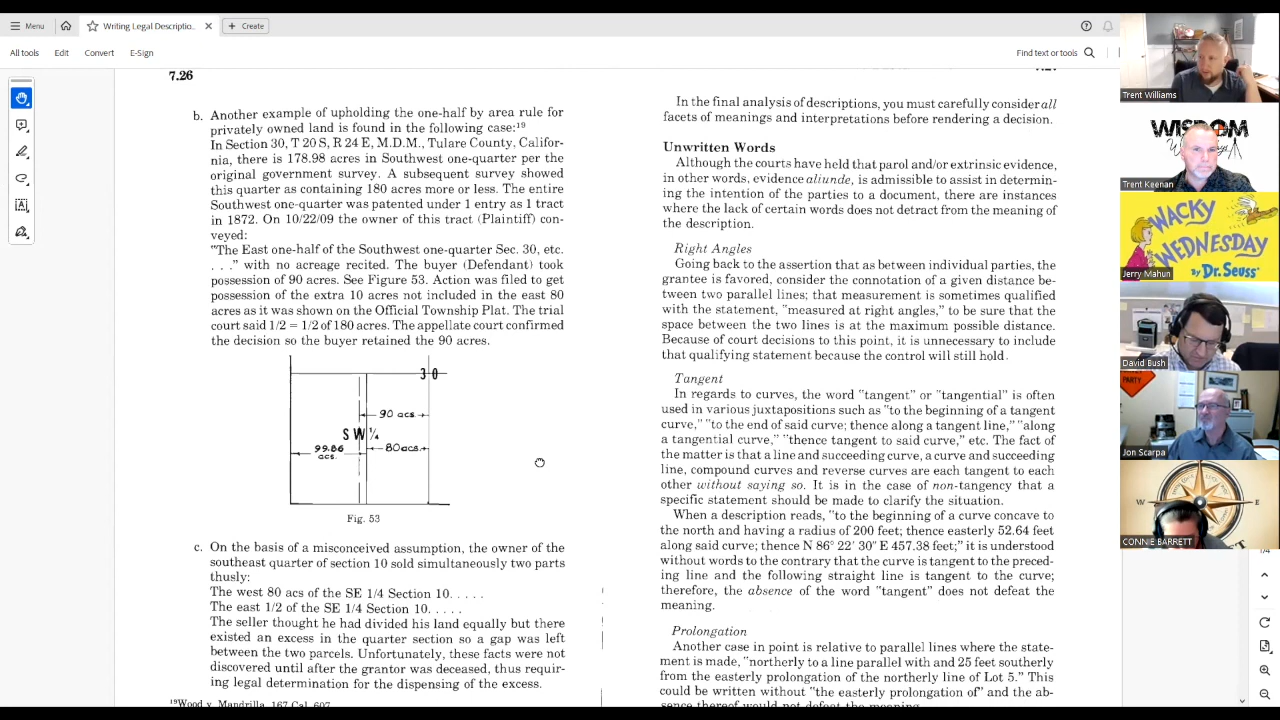 Menu
Writing Legal Descriptio...
Create
All tools
Edit
Convert
E-Sign
Find text or tools
7.26
b. Another example of upholding the one-half by area rule for
privately owned land is found in the following case:19
In Section 30, T 20 S, R 24 E, M.D.M., Tulare County, Califor-
nia, there is 178.98 acres in Southwest one-quarter per the
original government survey. A subsequent survey showed
this quarter as containing 180 acres more or less. The entire
Southwest one-quarter was patented under 1 entry as 1 tract
in 1872. On 10/22/09 the owner of this tract (Plaintiff) con-
veyed:
"The East one-half of the Southwest one-quarter Sec. 30, etc.
. . ." with no acreage recited. The buyer (Defendant) took
possession of 90 acres. See Figure 53. Action was filed to get
possession of the extra 10 acres not included in the east 80
acres as it was shown on the Official Township Plat. The trial
court said 1/2 = 1/2 of 180 acres. The appellate court confirmed
the decision so the buyer retained the 90 acres.
30
90 acs.
SW 1/4
99.86
acs.
80acs.
Fig. 53
c. On the basis of a misconceived assumption, the owner of the
southeast quarter of section 10 sold simultaneously two parts
thusly:
The west 80 acs of the SE 1/4 Section 10. . . . .
The east 1/2 of the SE 1/4 Section 10. . . . .
The seller thought he had divided his land equally but there
existed an excess in the quarter section so a gap was left
between the two parcels. Unfortunately, these facts were not
discovered until after the grantor was deceased, thus requir-
ing legal determination for the dispensing of the excess.
19Wood v. Mandrilla, 167 Cal. 607
In the final analysis of descriptions, you must carefully consider all
facets of meanings and interpretations before rendering a decision.
Unwritten Words
Although the courts have held that parol and/or extrinsic evidence,
in other words, evidence aliunde, is admissible to assist in determin-
ing the intention of the parties to a document, there are instances
where the lack of certain words does not detract from the meaning of
the description.
Right Angles
Going back to the assertion that as between individual parties, the
grantee is favored, consider the connotation of a given distance be-
tween two parallel lines; that measurement is sometimes qualified
with the statement, "measured at right angles," to be sure that the
space between the two lines is at the maximum possible distance.
Because of court decisions to this point, it is unnecessary to include
that qualifying statement because the control will still hold.
Tangent
In regards to curves, the word "tangent" or "tangential" is often
used in various juxtapositions such as "to the beginning of a tangent
curve," "to the end of said curve; thence along a tangent line," "along
a tangential curve," "thence tangent to said curve," etc. The fact of
the matter is that a line and succeeding curve, a curve and succeeding
line, compound curves and reverse curves are each tangent to each
other without saying so. It is in the case of non-tangency that a
specific statement should be made to clarify the situation.
When a description reads, "to the beginning of a curve concave to
the north and having a radius of 200 feet; thence easterly 52.64 feet
along said curve; thence N 86° 22' 30" E 457.38 feet;" it is understood
without words to the contrary that the curve is tangent to the preced-
ing line and the following straight line is tangent to the curve;
therefore, the absence of the word "tangent" does not defeat the
meaning.
Prolongation
Another case in point is relative to parallel lines where the state-
ment is made, "northerly to a line parallel with and 25 feet southerly
from the easterly prolongation of the northerly line of Lot 5." This
could be written without "the easterly prolongation of" and the ab-
sence thereof would not defeat the meaning.
Trent Williams
WISDOM
Trent Keenan
WACKY
WEDNESDAY
By Dr. Seuss
Jerry Mahun
David Bush
PARTY
Jon Scarpa
W
E
CONNIE BARRETT